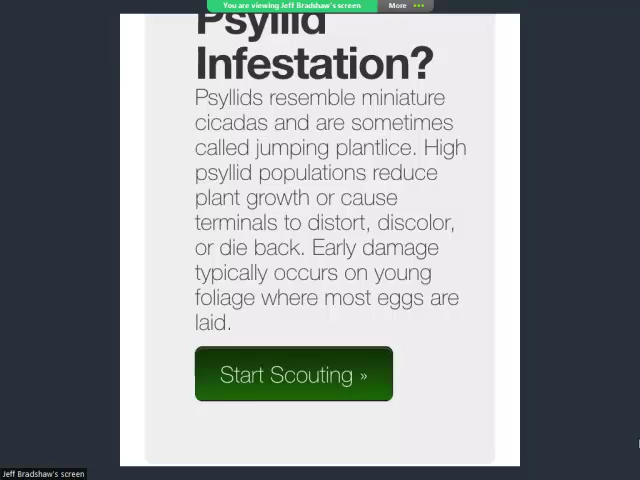 You are viewing Jeff Bradshaw's screen
More
Psyllid
Infestation?
Psyllids resemble miniature
cicadas and are sometimes
called jumping plantlice. High
psyllid populations reduce
plant growth or cause
terminals to distort, discolor,
or die back. Early damage
typically occurs on young
foliage where most eggs are
laid.
Start Scouting »
Jeff Bradshaw's screen